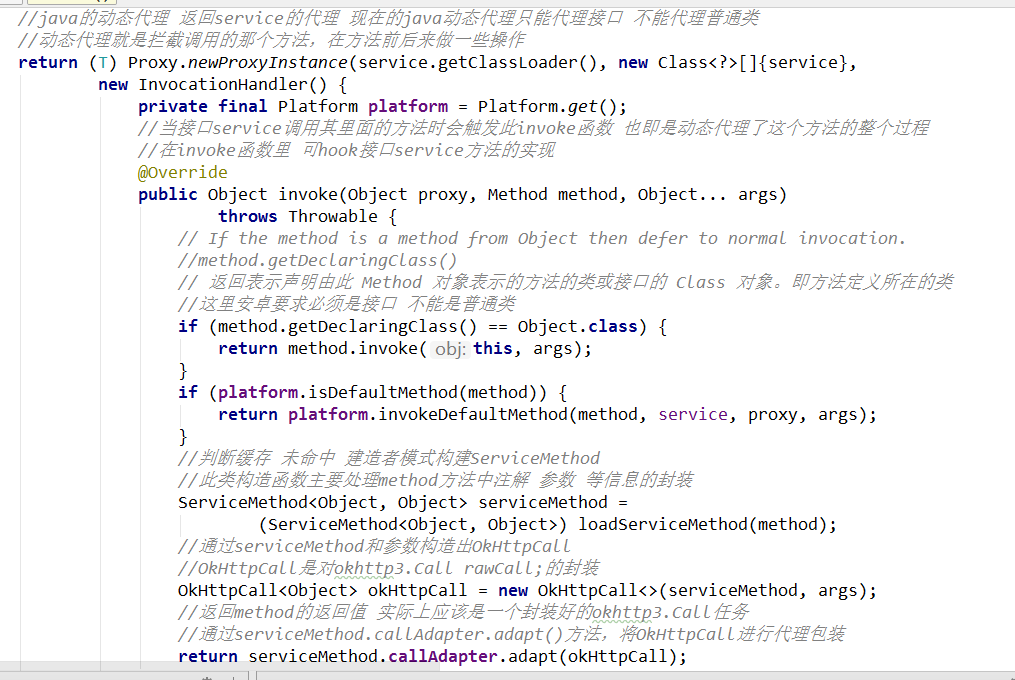 //java的动态代理 返回service的代理 现在的java动态代理只能代理接口 不能代理普通类
//动态代理就是拦截调用的那个方法，在方法前后来做一些操作
return (T) Proxy.newProxyInstance(service.getClassLoader(), new Class<?>[]{service},
new InvocationHandler() {
private final Platform platform = Platform.get();
//当接口service调用其里面的方法时会触发此invoke函数 也即是动态代理了这个方法的整个过程
//在invoke函数里 可hook接口service方法的实现
@Override
public Object invoke(Object proxy, Method method, Object... args)
throws Throwable {
// If the method is a method from Object then defer to normal invocation.
//method.getDeclaringClass()
// 返回表示声明由此 Method 对象表示的方法的类或接口的 Class 对象。即方法定义所在的类
//这里安卓要求必须是接口 不能是普通类
if (method.getDeclaringClass() == Object.class) {
return method.invoke( obj: this, args);
}
if (platform.isDefaultMethod(method)) {
return platform.invokeDefaultMethod(method, service, proxy, args);
}
//判断缓存 未命中 建造者模式构建ServiceMethod
//此类构造函数主要处理method方法中注解 参数 等信息的封装
ServiceMethod<Object, Object> serviceMethod =
(ServiceMethod<Object, Object>) loadServiceMethod(method);
//通过serviceMethod和参数构造出OkHttpCall
//OkHttpCall是对okhttp3.Call rawCall;的封装
OkHttpCall<Object> okHttpCall = new OkHttpCall<>(serviceMethod, args);
//返回method的返回值 实际上应该是一个封装好的okhttp3.Call任务
//通过serviceMethod.callAdapter.adapt()方法，将OkHttpCall进行代理包装
return serviceMethod.callAdapter.adapt(okHttpCall);